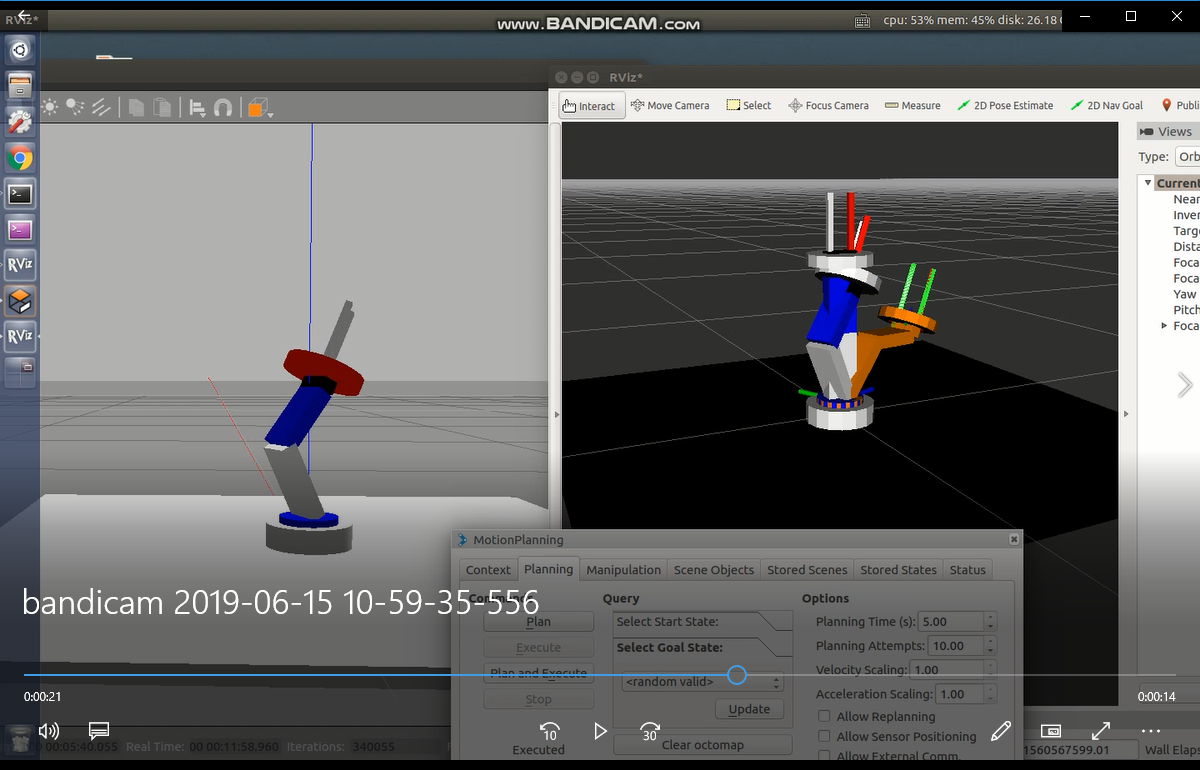 RViz*
www.BANDICAM.com
cpu: 53% mem: 45% disk: 26.18
RViz*
Interact
Move Camera
Select
Focus Camera
Measure
2D Pose Estimate
2D Nav Goal
Publi
Views
Type:
Orb
Current
Near
Inver
Targe
Dista
Foca
Foca
Yaw
Pitch
Foca
RViz
RViz
MotionPlanning
Context
Planning
Manipulation
Scene Objects
Stored Scenes
Stored States
Status
bandicam 2019-06-15 10-59-35-556
Query
Options
Plan
Select Start State:
Planning Time (s):
5.00
Execute
Select Goal State:
Planning Attempts:
10.00
Plan and Execute
<random valid>
Velocity Scaling:
1.00
0:00:21
Stop
Acceleration Scaling:
1.00
0:00:14
Update
Allow Replanning
Allow Sensor Positioning
Allow External Comm.
10
30
Executed
Clear octomap
00:05:40.055
Real Time:
00 00:11:58.960
Iterations:
340055
1560567599.01
Wall Elaps